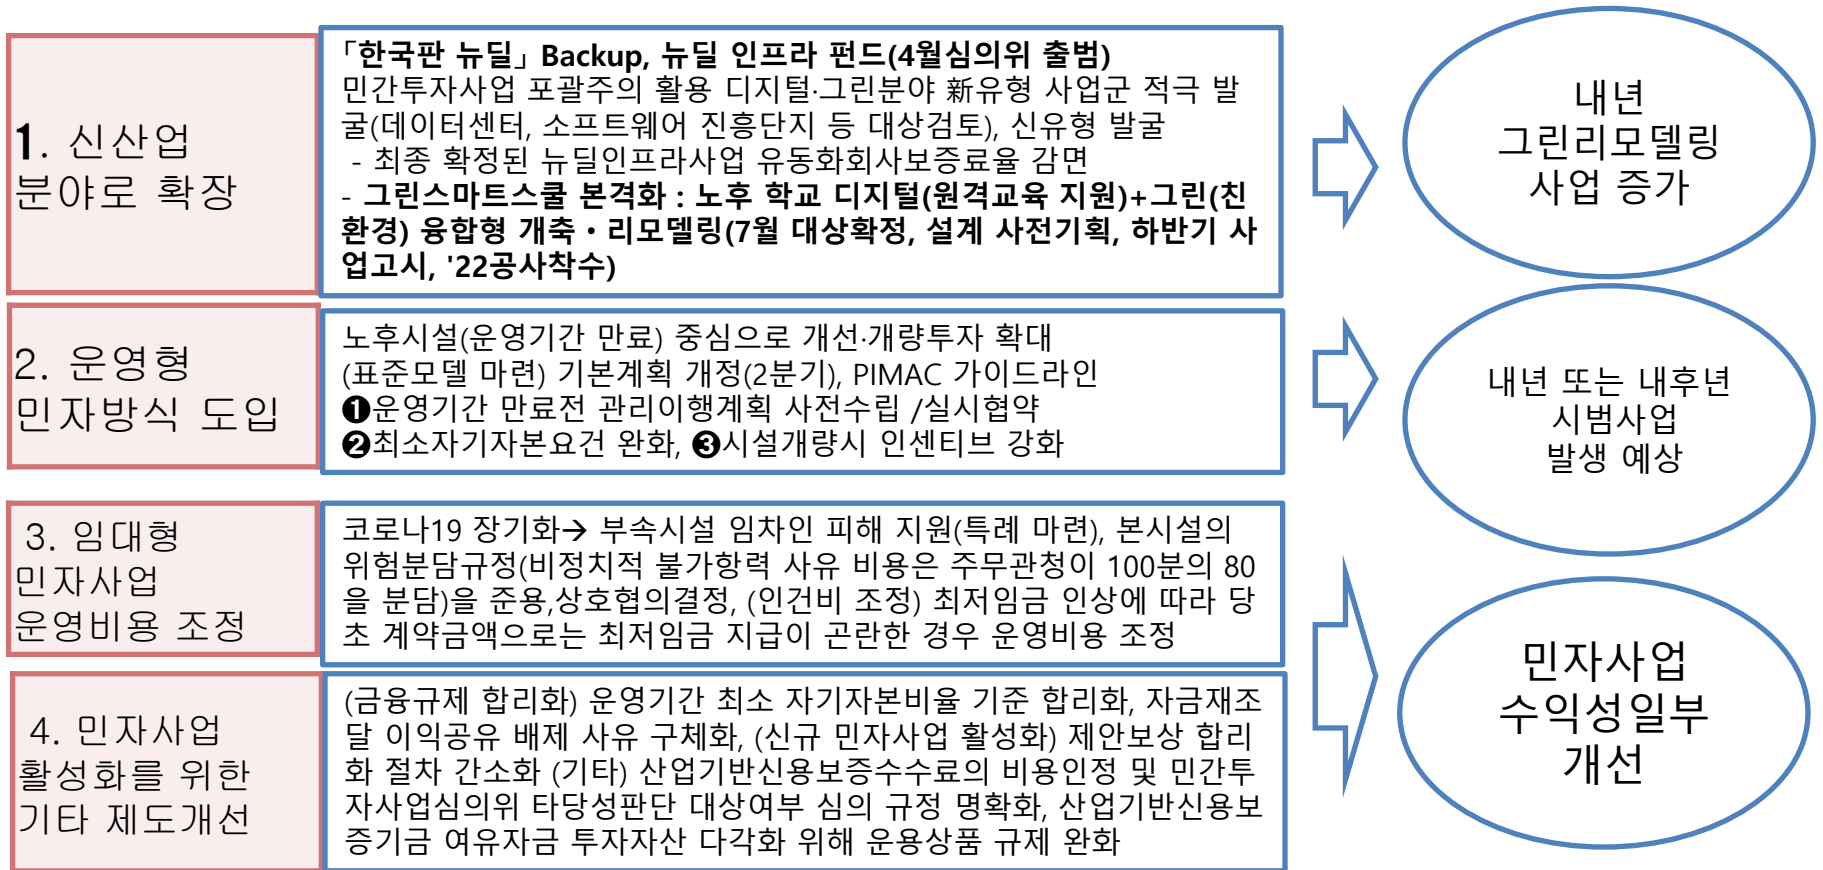 1. 신산업
분야로 확장
「한국판 뉴딜」 Backup, 뉴딜 인프라 펀드(4월심의위 출범)
민간투자사업 포괄주의 활용 디지털·그린분야 新유형 사업군 적극 발
굴(데이터센터, 소프트웨어 진흥단지 등 대상검토), 신유형 발굴
- 최종 확정된 뉴딜인프라사업 유동화회사보증료율 감면
- 그린스마트스쿨 본격화 : 노후 학교 디지털(원격교육 지원)+그린(친
환경) 융합형 개축・리모델링(7월 대상확정, 설계 사전기획, 하반기 사
업고시, '22공사착수)
내년
그린리모델링
사업 증가
2. 운영형
민자방식 도입
노후시설(운영기간 만료) 중심으로 개선·개량투자 확대
(표준모델 마련) 기본계획 개정(2분기), PIMAC 가이드라인
❶운영기간 만료전 관리이행계획 사전수립 /실시협약
❷최소자기자본요건 완화, ❸시설개량시 인센티브 강화
내년 또는 내후년
시범사업
발생 예상
3. 임대형
민자사업
운영비용 조정
코로나19 장기화→ 부속시설 임차인 피해 지원(특례 마련), 본시설의
위험분담규정(비정치적 불가항력 사유 비용은 주무관청이 100분의 80
을 분담)을 준용,상호협의결정, (인건비 조정) 최저임금 인상에 따라 당
초 계약금액으로는 최저임금 지급이 곤란한 경우 운영비용 조정
4. 민자사업
활성화를 위한
기타 제도개선
(금융규제 합리화) 운영기간 최소 자기자본비율 기준 합리화, 자금재조
달 이익공유 배제 사유 구체화, (신규 민자사업 활성화) 제안보상 합리
화 절차 간소화 (기타) 산업기반신용보증수수료의 비용인정 및 민간투
자사업심의위 타당성판단 대상여부 심의 규정 명확화, 산업기반신용보
증기금 여유자금 투자자산 다각화 위해 운용상품 규제 완화
민자사업
수익성일부
개선